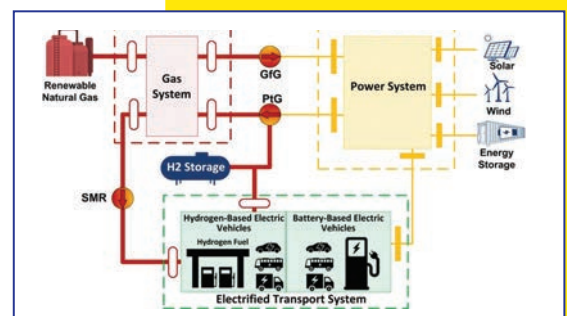 Renewable
Natural Gas
Gas
System
GfG
PtG
Power System
Solar
Wind
Energy
Storage
H2 Storage
SMR
Hydrogen-Based Electric
Vehicles
Hydrogen Fuel
Battery-Based Electric
Vehicles
Electrified Transport System